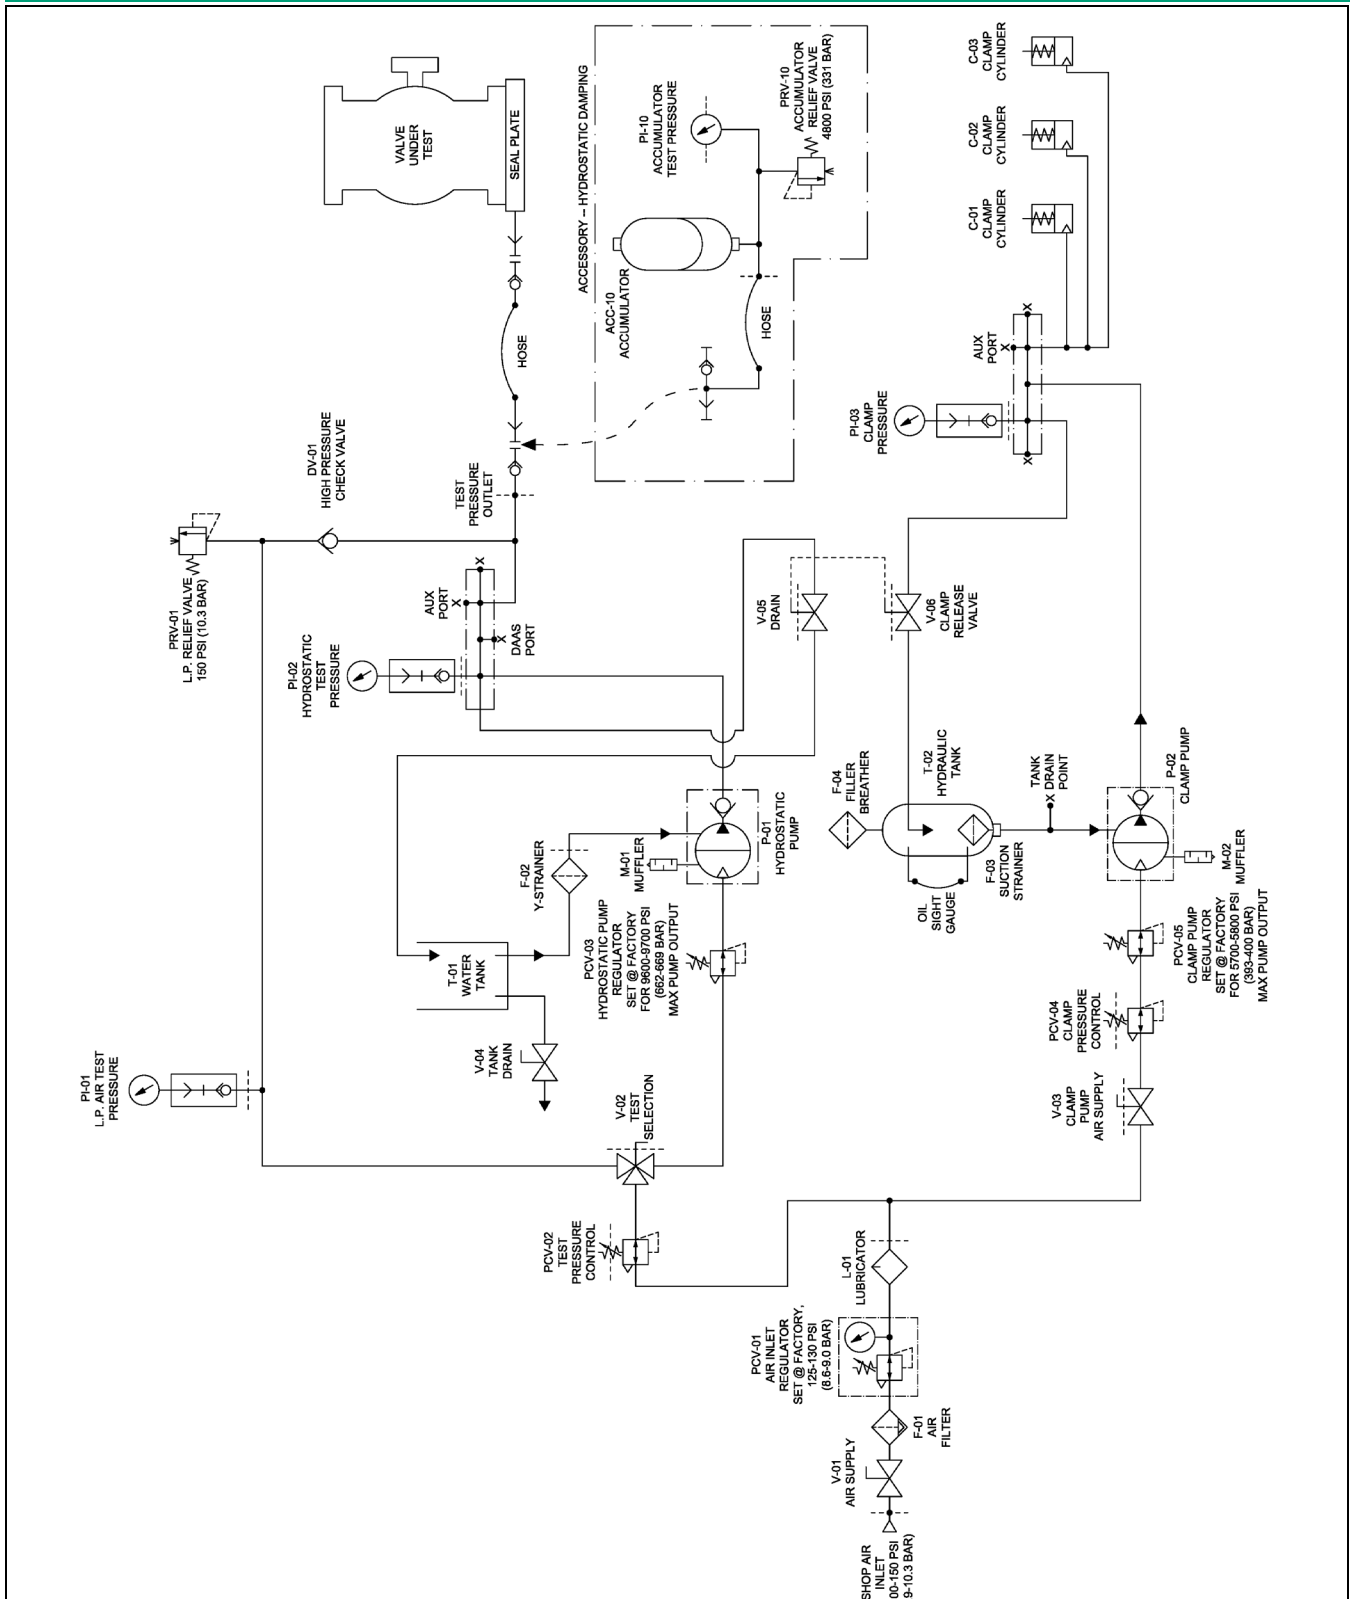 PI-01
L.P. AIR TEST
PRESSURE
PRV-01
L.P. RELIEF VALVE
150 PSI (10.3 BAR)
PI-02
HYDROSTATIC
TEST
PRESSURE
DV-01
HIGH PRESSURE
CHECK VALVE
VALVE
UNDER
TEST
SEAL PLATE
HOSE
TEST
PRESSURE
OUTLET
AUX
PORT
X
X
DAAS
PORT
X
T-01
WATER
TANK
V-04
TANK
DRAIN
F-02
Y-STRAINER
M-01
MUFFLER
P-01
HYDROSTATIC
PUMP
PCV-03
HYDROSTATIC PUMP
REGULATOR
SET @ FACTORY
FOR 9600-9700 PSI
(662-669 BAR)
MAX PUMP OUTPUT
V-02
TEST
SELECTION
PCV-02
TEST
PRESSURE
CONTROL
ACCESSORY -- HYDROSTATIC DAMPING
ACC-10
ACCUMULATOR
PI-10
ACCUMULATOR
TEST PRESSURE
PRV-10
ACCUMULATOR
RELIEF VALVE
4800 PSI (331 BAR)
HOSE
V-05
DRAIN
V-06
CLAMP
RELEASE
VALVE
PI-03
CLAMP
PRESSURE
AUX
PORT
X
X
X
C-01
CLAMP
CYLINDER
C-02
CLAMP
CYLINDER
C-03
CLAMP
CYLINDER
F-04
FILLER
BREATHER
T-02
HYDRAULIC
TANK
OIL
SIGHT
GAUGE
F-03
SUCTION
STRAINER
TANK
X DRAIN
POINT
P-02
CLAMP PUMP
M-02
MUFFLER
PCV-05
CLAMP PUMP
REGULATOR
SET @ FACTORY
FOR 5700-5800 PSI
(393-400 BAR)
MAX PUMP OUTPUT
PCV-04
CLAMP
PRESSURE
CONTROL
V-03
CLAMP
PUMP
AIR SUPPLY
L-01
LUBRICATOR
PCV-01
AIR INLET
REGULATOR
SET @ FACTORY,
125-130 PSI
(8.6-9.0 BAR)
F-01
AIR
FILTER
V-01
AIR SUPPLY
SHOP AIR
INLET
00-150 PSI
9-10.3 BAR)